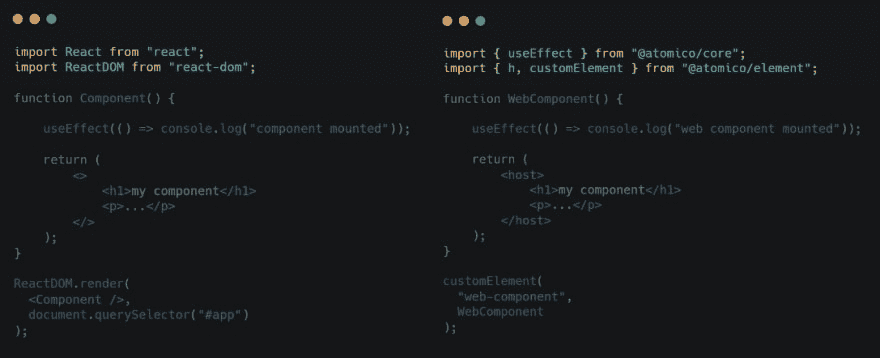 import React from "react";
import ReactDOM from "react-dom";
function Component() {
useEffect(() => console.log("component mounted"));
return (
<>
<h1>my component</h1>
<p>...</p>
</>
);
}
ReactDOM.render(
<Component />,
document.querySelector("#app")
);
import { useEffect } from "@atomico/core";
import { h, customElement } from "@atomico/element";
function WebComponent() {
useEffect(() => console.log("web component mounted"));
return (
<host>
<h1>my component</h1>
<p>...</p>
</host>
);
}
customElement(
"web-component",
WebComponent
);